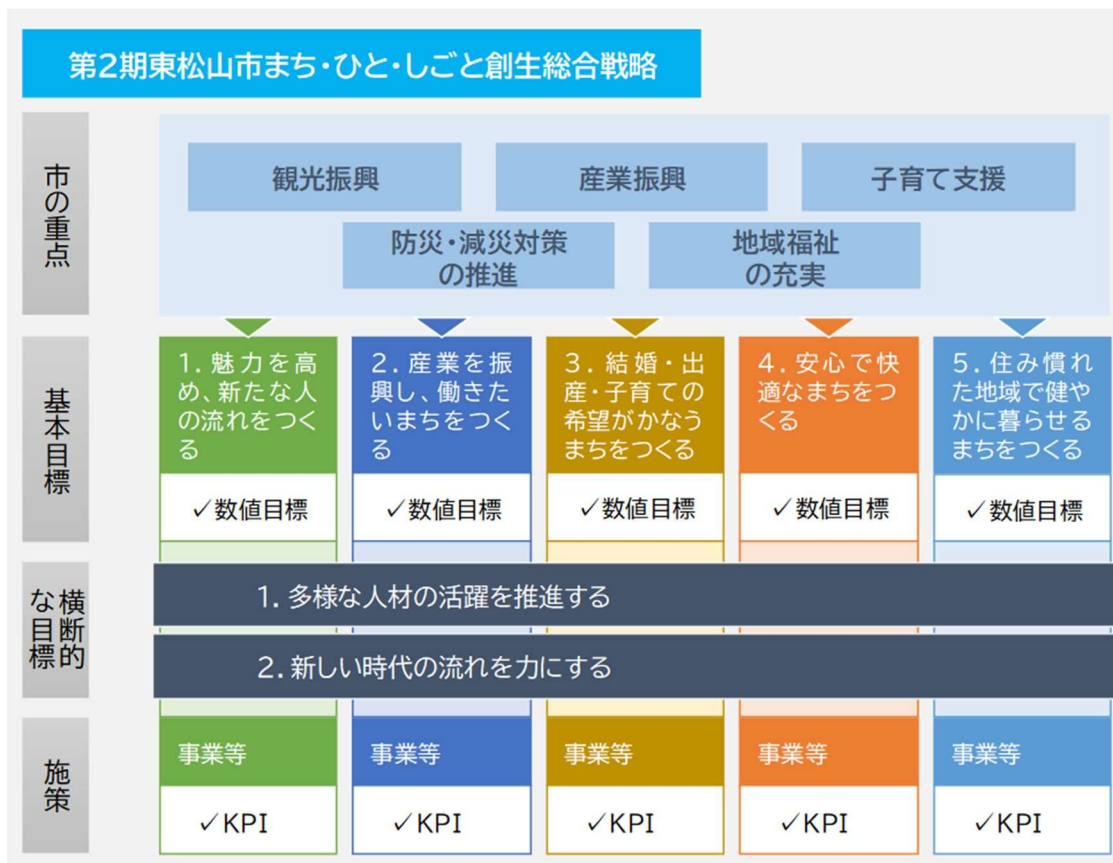 第2期東松山市まち・ひと・しごと創生総合戦略
市の重点
観光振興
産業振興
子育て支援
防災・減災対策
の推進
地域福祉
の充実
基本目標
1. 魅力を高
め、新たな人
の流れをつく
る
2. 産業を振
興し、働きた
いまちをつく
る
3. 結婚・出
産・子育ての
希望がかなう
まちをつくる
4. 安心で快
適なまちをつ
くる
5. 住み慣れ
た地域で健や
かに暮らせる
まちをつくる
✓数値目標
✓数値目標
✓数値目標
✓数値目標
✓数値目標
横断的
な目標
1. 多様な人材の活躍を推進する
2. 新しい時代の流れを力にする
施策
事業等
事業等
事業等
事業等
事業等
✓KPI
✓KPI
✓KPI
✓KPI
✓KPI